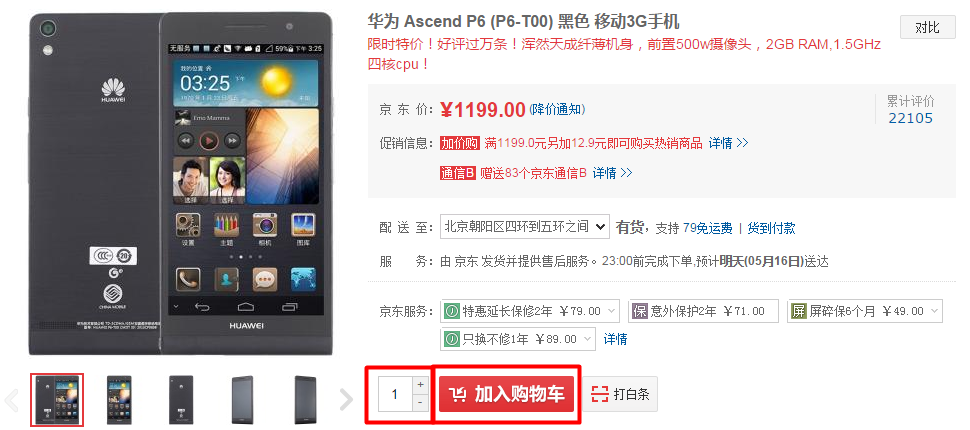 华为 Ascend P6 (P6-T00) 黑色 移动3G手机
对比
限时特价！好评过万条！浑然天成纤薄机身，前置500w摄像头，2GB RAM,1.5GHz
四核cpu！
京 东 价： ¥1199.00 (降价通知)
累计评价
22105
促销信息： 加价购 满1199.0元另加12.9元即可购买热销商品 详情 >>
通信B 赠送83个京东通信B 详情 >>
配 送 至： 北京朝阳区四环到五环之间 有货，支持 79免运费 | 货到付款
服 务： 由 京东 发货并提供售后服务。23:00前完成下单,预计明天(05月16日)送达
京东服务： 特惠延长保修2年 ￥79.00 保 意外保护2年 ￥71.00 屏 屏碎保6个月 ￥49.00
只换不修1年 ￥89.00 详情
1 + - 加入购物车 打白条
HUAWEI
无服务 59% 下午 3:25
我的位置
03:25
Emo Mamma
选择 选择
设置 主题 相机 图库
CHINA MOBILE
HUAWEI